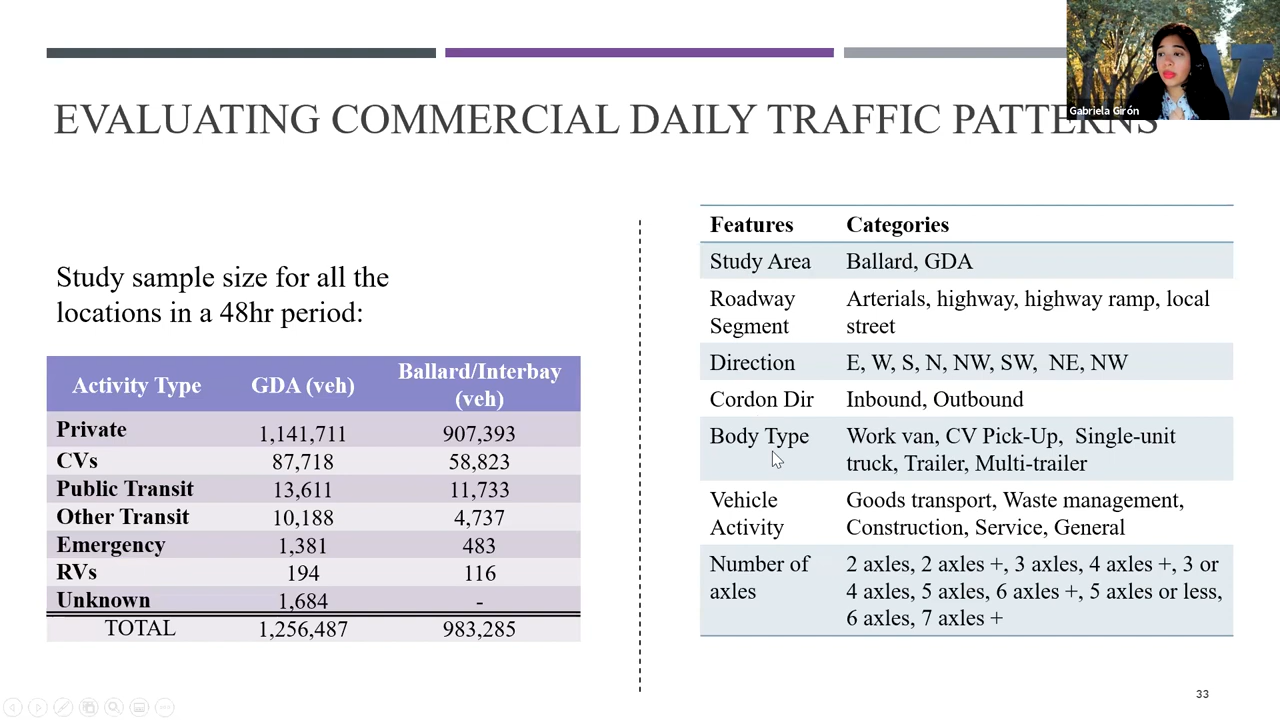 EVALUATING COMMERCIAL DAILY TRAFFIC PATTERNS
Gabriela Girón
Study sample size for all the
locations in a 48hr period:
Activity Type GDA (veh) Ballard/Interbay (veh)
Private 1,141,711 907,393
CVs 87,718 58,823
Public Transit 13,611 11,733
Other Transit 10,188 4,737
Emergency 1,381 483
RVs 194 116
Unknown 1,684 -
TOTAL 1,256,487 983,285
Features Categories
Study Area Ballard, GDA
Roadway Segment Arterials, highway, highway ramp, local street
Direction E, W, S, N, NW, SW, NE, NW
Cordon Dir Inbound, Outbound
Body Type Work van, CV Pick-Up, Single-unit truck, Trailer, Multi-trailer
Vehicle Activity Goods transport, Waste management, Construction, Service, General
Number of axles 2 axles, 2 axles +, 3 axles, 4 axles +, 3 or 4 axles, 5 axles, 6 axles +, 5 axles or less, 6 axles, 7 axles +
33